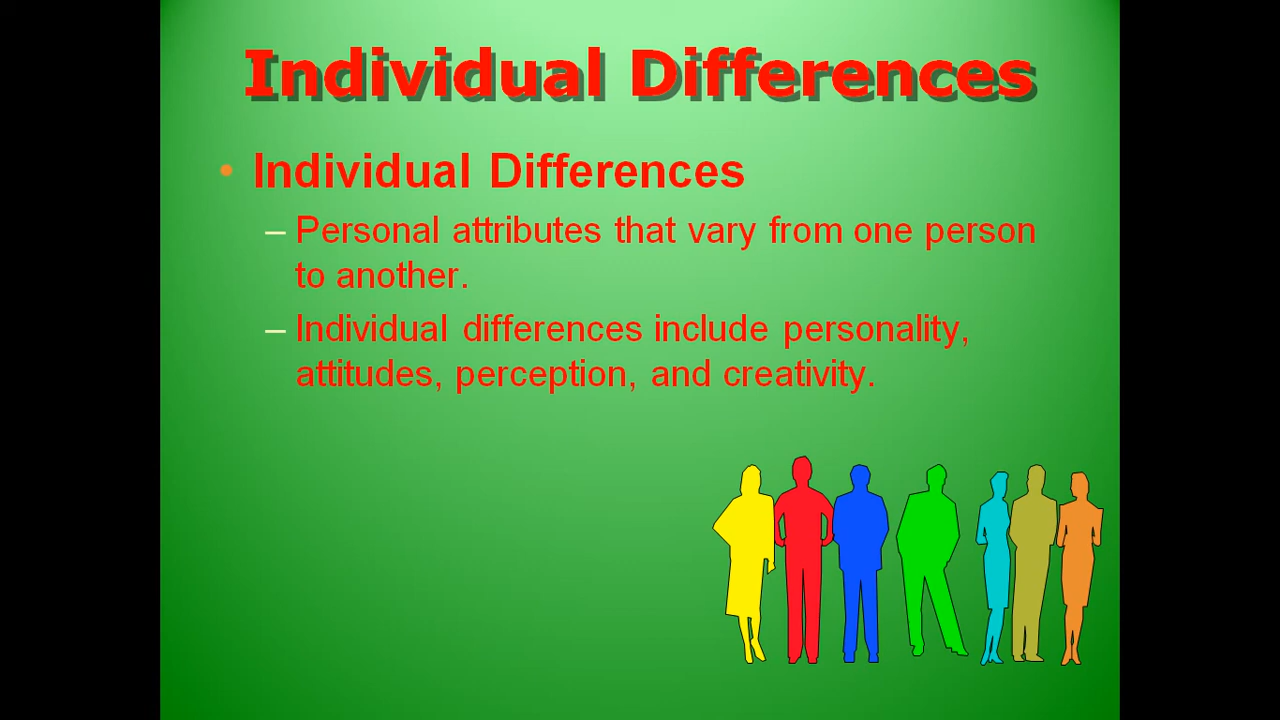 Individual Differences
• Individual Differences
– Personal attributes that vary from one person
to another.
– Individual differences include personality,
attitudes, perception, and creativity.